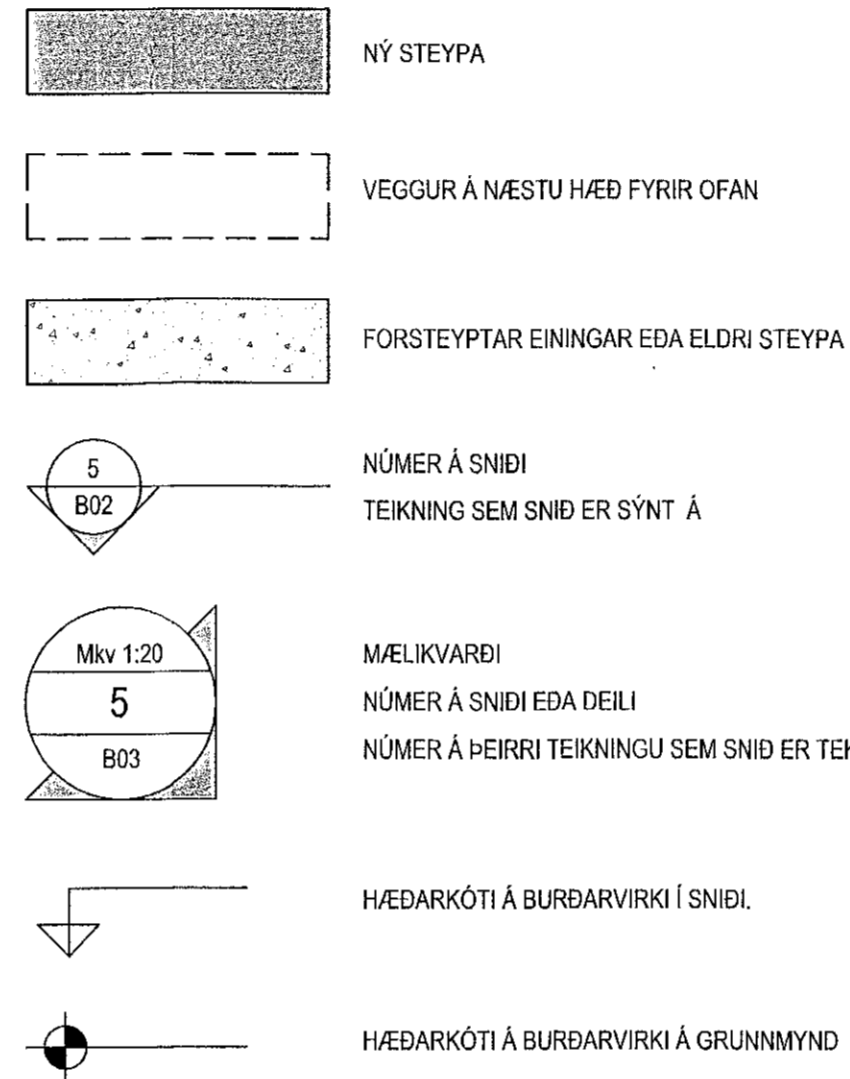 NÝ STEYPA
VEGGUR Á NÆSTU HÆÐ FYRIR OFAN
FORSTEYPTAR EININGAR EÐA ELDRI STEYPA
5
B02
NÚMER Á SNIÐI
TEIKNING SEM SNIÐ ER SÝNT Á
Mkv 1:20
5
B03
MÆLIKVARÐI
NÚMER Á SNIÐI EÐA DEILI
NÚMER Á ÞEIRRI TEIKNINGU SEM SNIÐ ER
HÆÐARKÓTI Á BURÐARVIRKI Í SNIÐI.
HÆÐARKÓTI Á BURÐARVIRKI Á GRUNNMYND